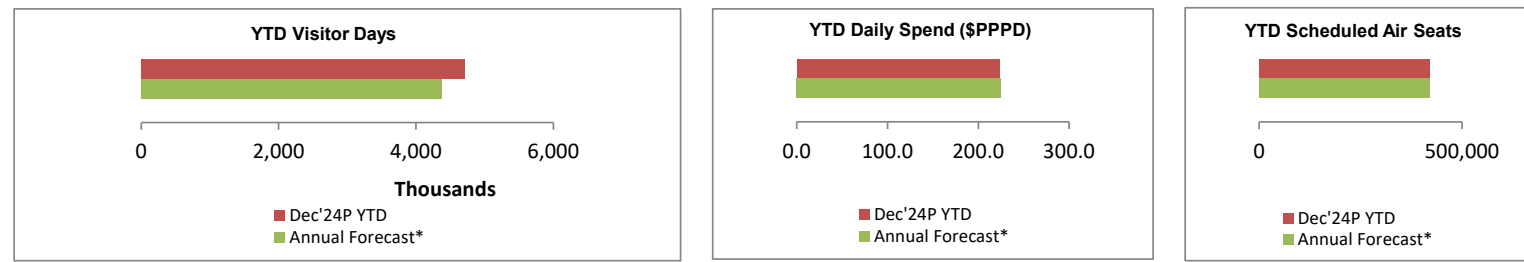 YTD Visitor Days
0 2,000 4,000 6,000
Thousands
Dec'24P YTD
Annual Forecast*
YTD Daily Spend ($PPPD)
0.0 100.0 200.0 300.0
Dec'24P YTD
Annual Forecast*
YTD Scheduled Air Seats
0 500,000
Dec'24P YTD
Annual Forecast*